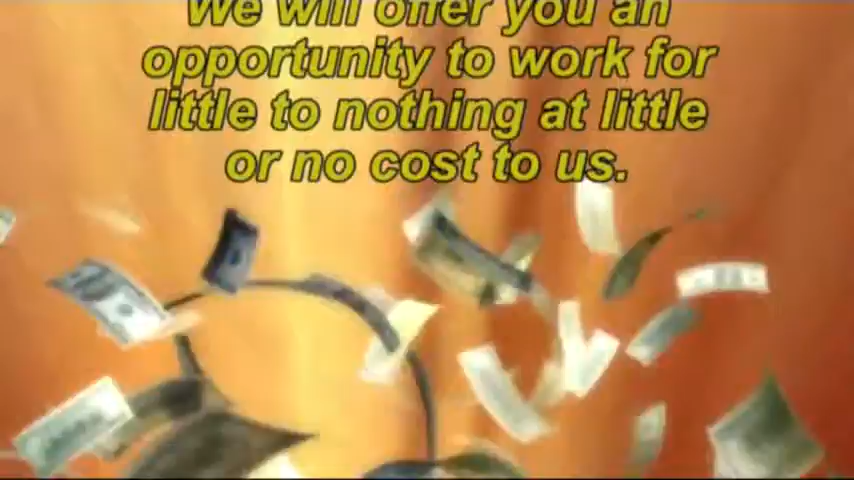 We will offer you an
opportunity to work for
little to nothing at little
or no cost to us.